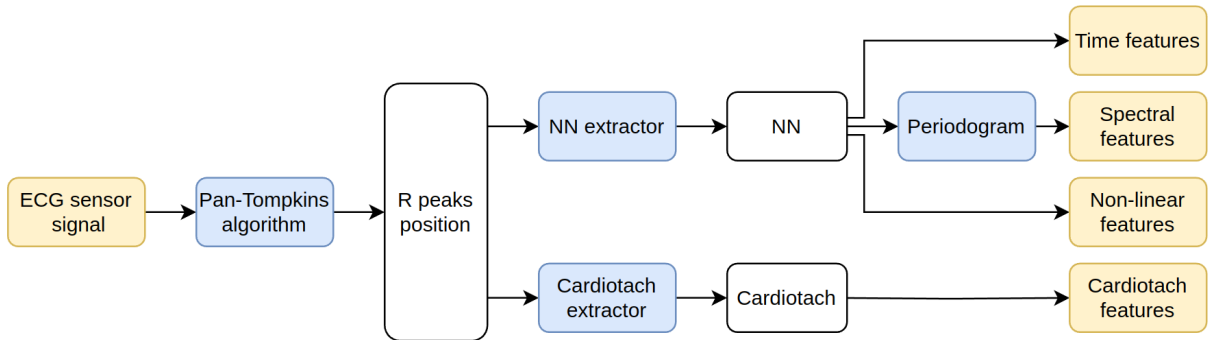 ECG sensor
signal
Pan-Tompkins
algorithm
R peaks
position
NN extractor
NN
Periodogram
Time features
Spectral
features
Non-linear
features
Cardiotach
extractor
Cardiotach
Cardiotach
features